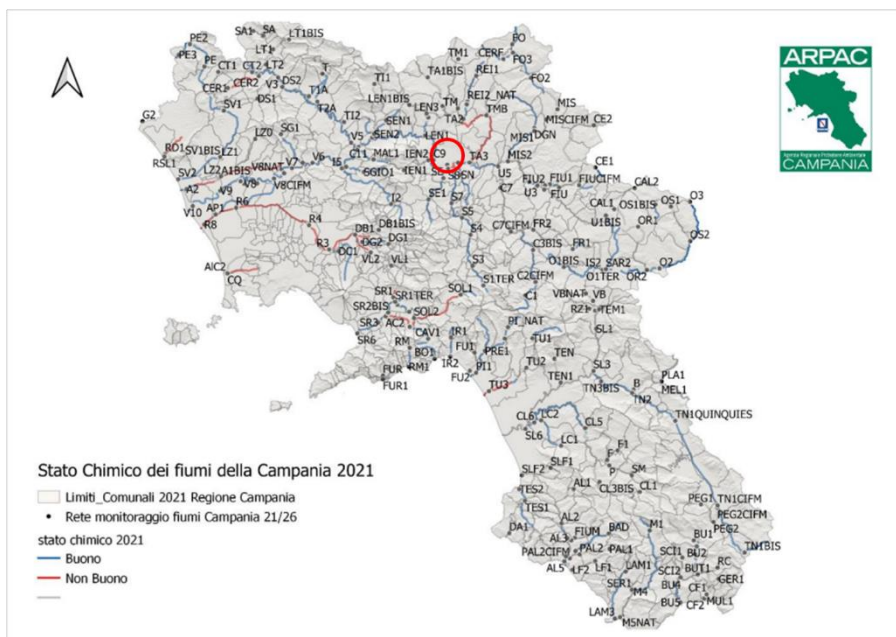 PE2
SA1
SA
LT1BIS
LT1
PE3
PE
CT1
CT2
LT2
T
TI1
TM1
TA1BIS
CERF
FO
FO3
REI1
FO2
CER1
CER2
V3
DS2
DS1
T1A
T2A
LEN1BIS
LEN3
TM
REI2_NAT
TMB
MIS
MISCIFM
CE2
G2
SV1
TI2
SEN1
TA2
DGN
RO1
SV1BIS
LZ0
SG1
V5
SEN2
LEN1
MIS1
RSL1
LZ1
C11
MAL1
IEN2
C9
TA3
MIS2
SV2
LZ2
A1BIS
V8NAT
V7
V6
I5
SGIO1
IEN1
U5
FIU2
FIU1
FIUCIFM
CE1
A2
V9
V8
V8CIFM
SE1
C7
U3
FIU
CAL2
V10
AP1
R6
I2
S7
CAL1
OS1BIS
OS1
O3
R8
R4
S5
C7CIFM
FR2
U1BIS
OR1
R3
DB1
DB1BIS
DG2
DG1
S4
C3BIS
FR1
OS2
DC1
VL2
VL1
S3
O1BIS
IS2
SAR2
O2
CQ
S1TER
C2CIFM
O1TER
OR2
SR1
SR1TER
SOL1
C1
VBNAT
VB
SR2BIS
SOL2
RZ1
TEM1
SR3
AC2
PI_NAT
SL1
SR6
CAV1
IR1
TU1
RM
BO1
FU1
PRE1
TEN
SL3
FUR
RM1
IR2
FU2
PI1
TU2
TEN1
TN3BIS
B
PLA1
MEL1
FUR1
TU3
TN2
CL6
LC2
CL5
TN1QUINQUIES
SL6
LC1
F1
F
P
SLF2
SLF1
SM
TES2
AL1
CL3BIS
CL1
TES1
PEG1
TN1CIFM
PEG2CIFM
DA1
AL2
FIUM
BAD
M1
BU1
PEG2
AL3
PAL2CIFM
PAL2
PAL1
SCI1
BU2
TN1BIS
AL5
LF2
LF1
LAM1
SCI2
BUT1
RC
GER1
SER1
M4
BU4
CF1
MUL1
LAM3
M5NAT
BU5
CF2
ARPAC
CAMPANIA
Stato Chimico dei fiumi della Campania 2021
Limiti_Comunali 2021 Regione Campania
Rete monitoraggio fiumi Campania 21/26
stato chimico 2021
Buono
Non Buono